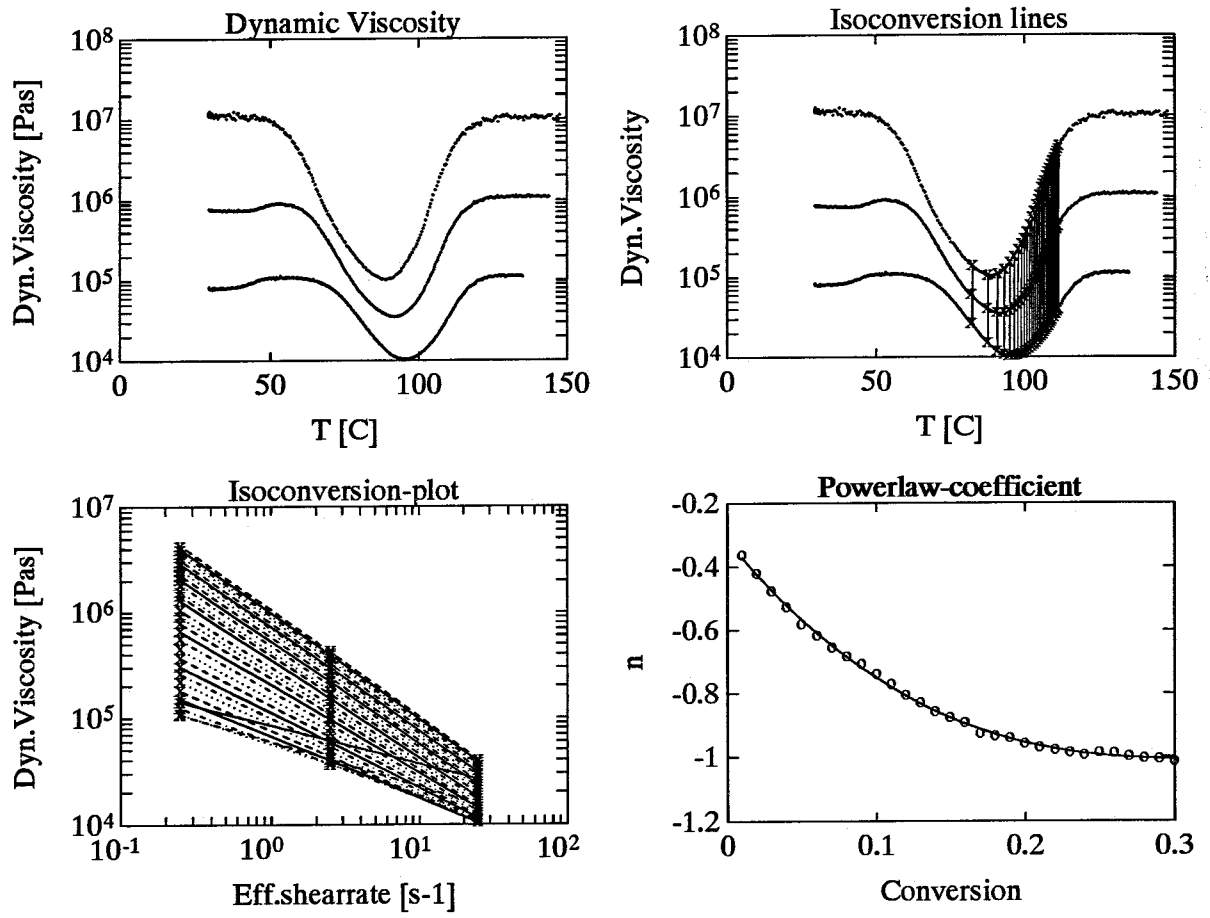 Dynamic Viscosity
Dyn.Viscosity [Pas]
10^8
10^7
10^6
10^5
10^4
0 50 100 150
T [C]
Isoconversion lines
Dyn.Viscosity
10^8
10^7
10^6
10^5
10^4
0 50 100 150
T [C]
Isoconversion-plot
Dyn.Viscosity [Pas]
10^7
10^6
10^5
10^4
10^-1 10^0 10^1 10^2
Eff.shearrate [s-1]
Powerlaw-coefficient
n
-0.2
-0.4
-0.6
-0.8
-1
-1.2
0 0.1 0.2 0.3
Conversion